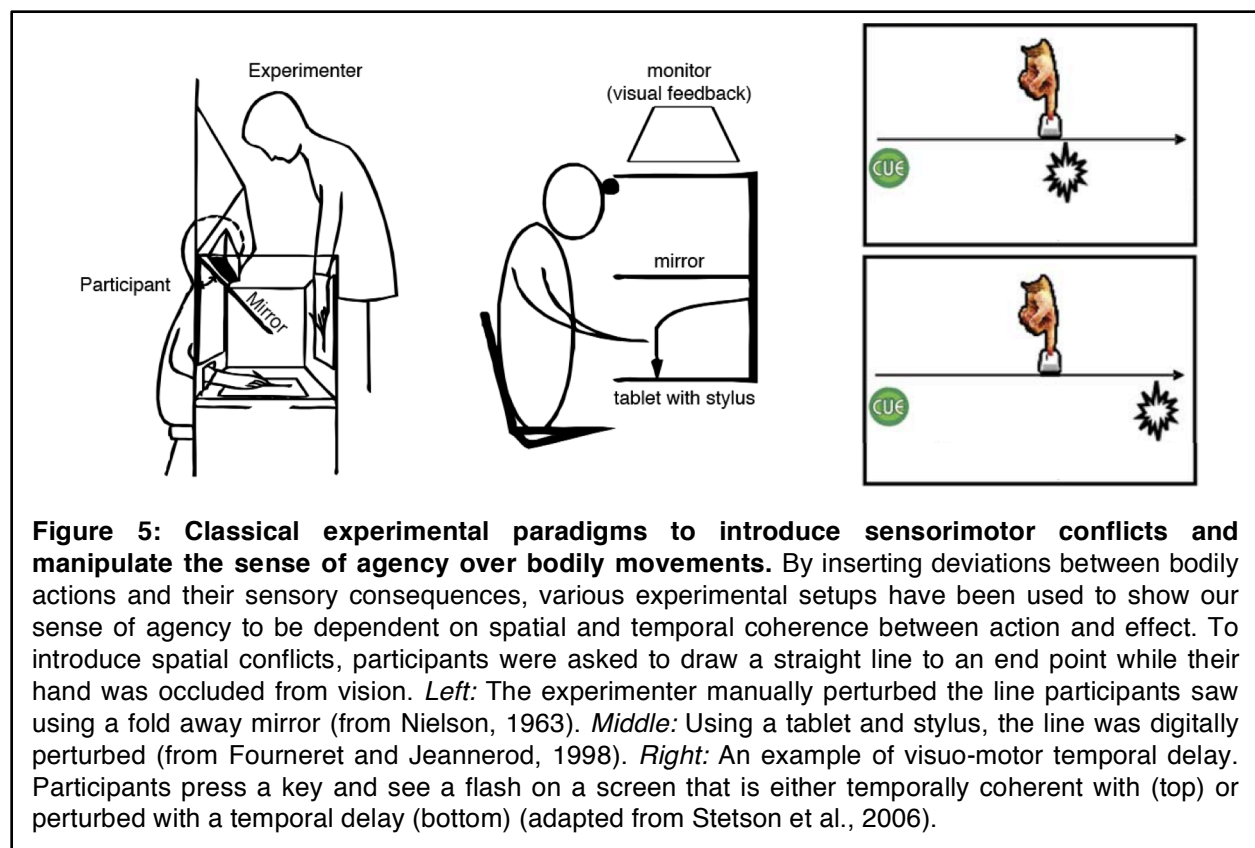 Experimenter
Participant
Mirror
monitor
(visual feedback)
mirror
tablet with stylus
CUE
CUE
Figure 5: Classical experimental paradigms to introduce sensorimotor conflicts and
manipulate the sense of agency over bodily movements. By inserting deviations between bodily
actions and their sensory consequences, various experimental setups have been used to show our
sense of agency to be dependent on spatial and temporal coherence between action and effect. To
introduce spatial conflicts, participants were asked to draw a straight line to an end point while their
hand was occluded from vision. Left: The experimenter manually perturbed the line participants saw
using a fold away mirror (from Nielson, 1963). Middle: Using a tablet and stylus, the line was digitally
perturbed (from Fourneret and Jeannerod, 1998). Right: An example of visuo-motor temporal delay.
Participants press a key and see a flash on a screen that is either temporally coherent with (top) or
perturbed with a temporal delay (bottom) (adapted from Stetson et al., 2006).